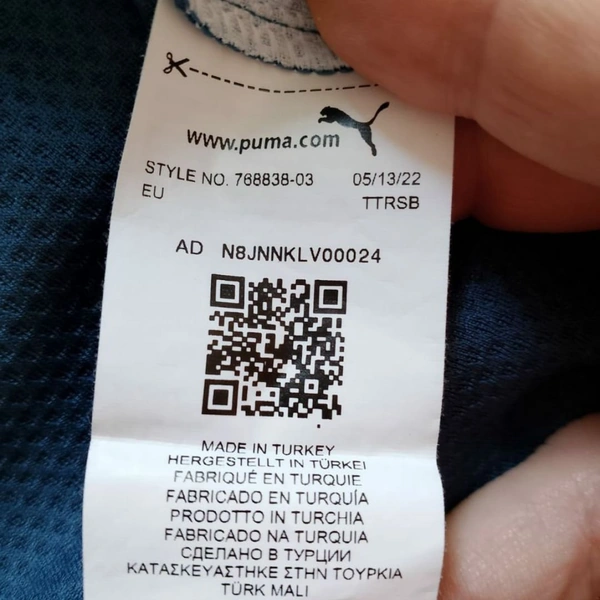 www.puma.com
STYLE NO. 768838-03 05/13/22
EU TTRSB
AD N8JNNKLV00024
MADE IN TURKEY
HERGESTELLT IN TÜRKEI
FABRIQUÉ EN TURQUIE
FABRICADO EN TURQUÍA
PRODOTTO IN TURCHIA
FABRICADO NA TURQUIA
СДЕЛАНО В ТУРЦИИ
ΚΑΤΑΣΚΕΥΑΣΤΗΚΕ ΣΤΗΝ ΤΟΥΡΚΙΑ
TÜRK MALI